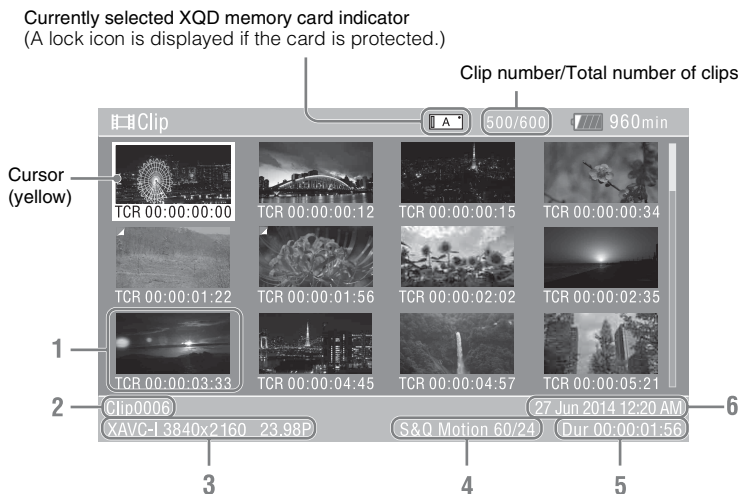 Currently selected XQD memory card indicator
(A lock icon is displayed if the card is protected.)
Clip number/Total number of clips
Clip
A
500/600
960min
Cursor
(yellow)
TCR 00:00:00:00
TCR 00:00:00:12
TCR 00:00:00:15
TCR 00:00:00:34
TCR 00:00:01:22
TCR 00:00:01:56
TCR 00:00:02:02
TCR 00:00:02:35
1
TCR 00:00:03:33
TCR 00:00:04:45
TCR 00:00:04:57
TCR 00:00:05:21
2
Clip0006
27 Jun 2014 12:20 AM
6
XAVC-I 3840x2160 23.98P
S&Q Motion 60/24
Dur 00:00:01:56
3
4
5